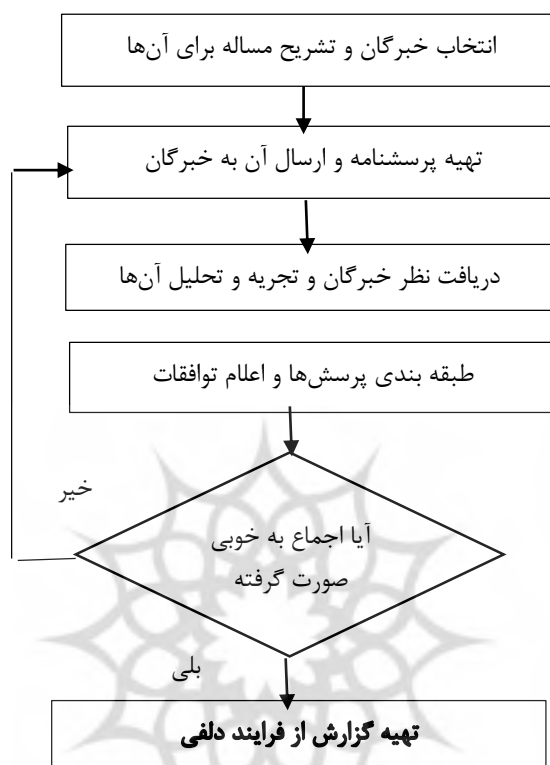 انتخاب خبرگان و تشریح مساله برای آن‌ها
تهیه پرسشنامه و ارسال آن به خبرگان
دریافت نظر خبرگان و تجریه و تحلیل آن‌ها
طبقه بندی پرسش‌ها و اعلام توافقات
خیر
آیا اجماع به خوبی
صورت گرفته
بلی
تهیه گزارش از فرایند دلفی